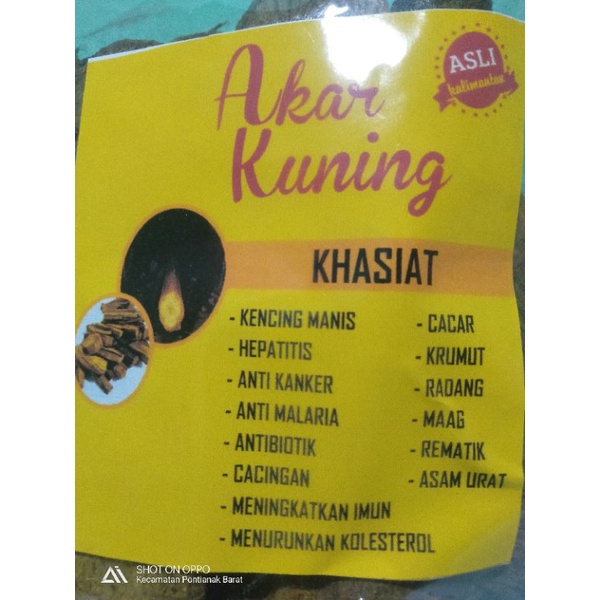 ASLI
kalimantan
Akar
Kuning
KHASIAT
- KENCING MANIS
- HEPATITIS
- ANTI KANKER
- ANTI MALARIA
- ANTIBIOTIK
- CACINGAN
- MENINGKATKAN IMUN
- MENURUNKAN KOLESTEROL
- CACAR
- KRUMUT
- RADANG
- MAAG
- REMATIK
- ASAM URAT
SHOT ON OPPO
Kecamatan Pontianak Barat